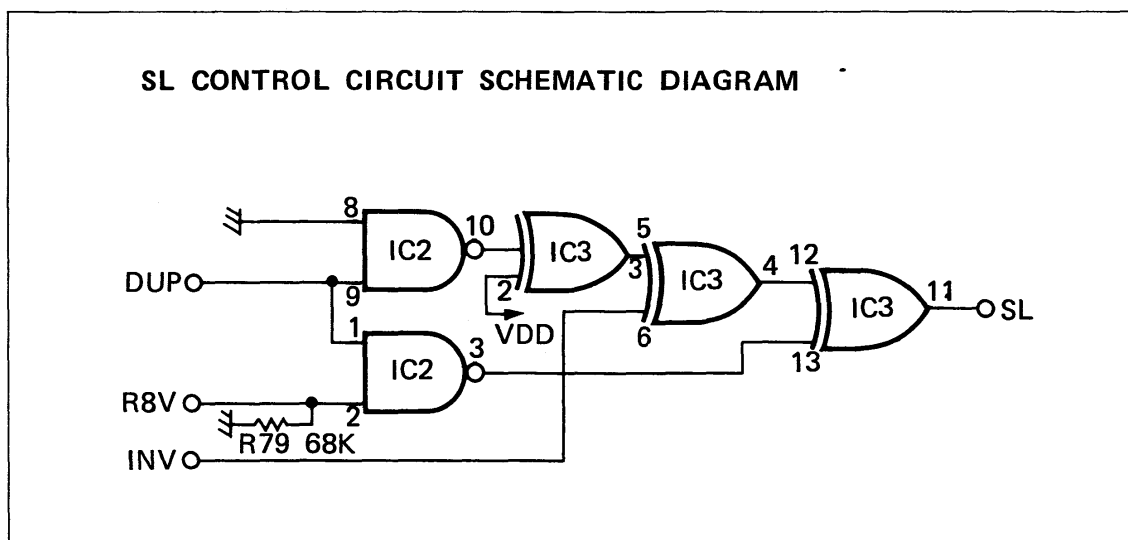 SL CONTROL CIRCUIT SCHEMATIC DIAGRAM
8
10
5
IC2
IC3
3
4
12
DUP
9
2
IC3
IC3
11
SL
1
VDD
6
13
3
IC2
R8V
2
R79 68K
INV